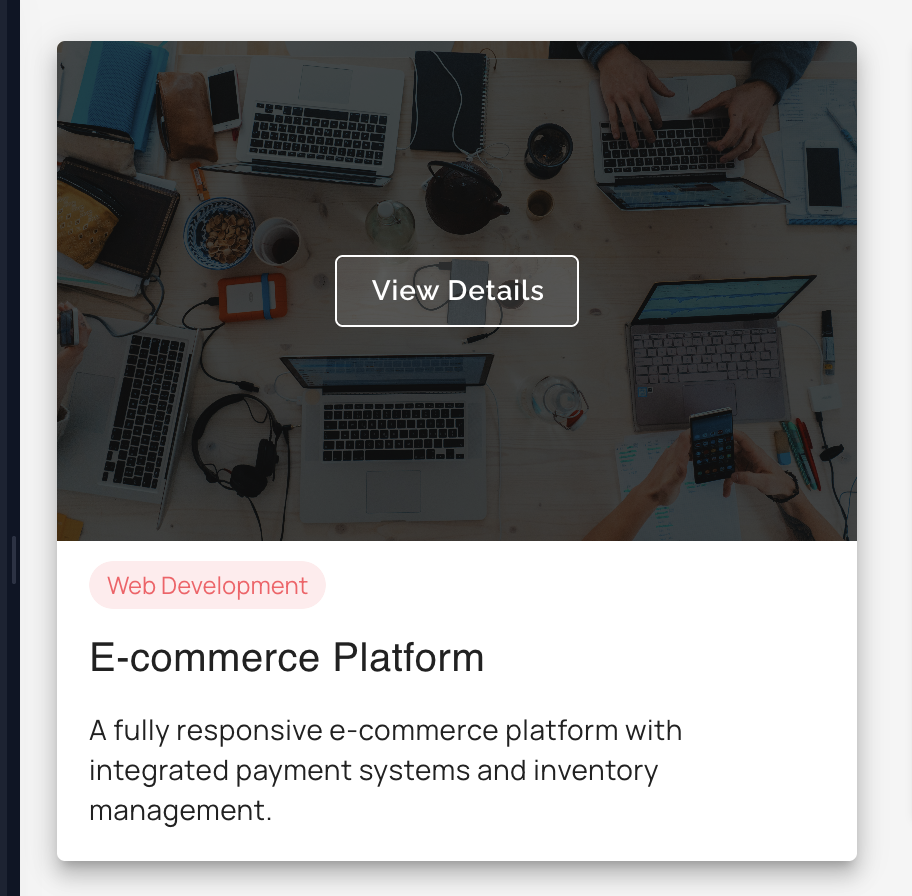 View Details
Web Development
E-commerce Platform
A fully responsive e-commerce platform with
integrated payment systems and inventory
management.